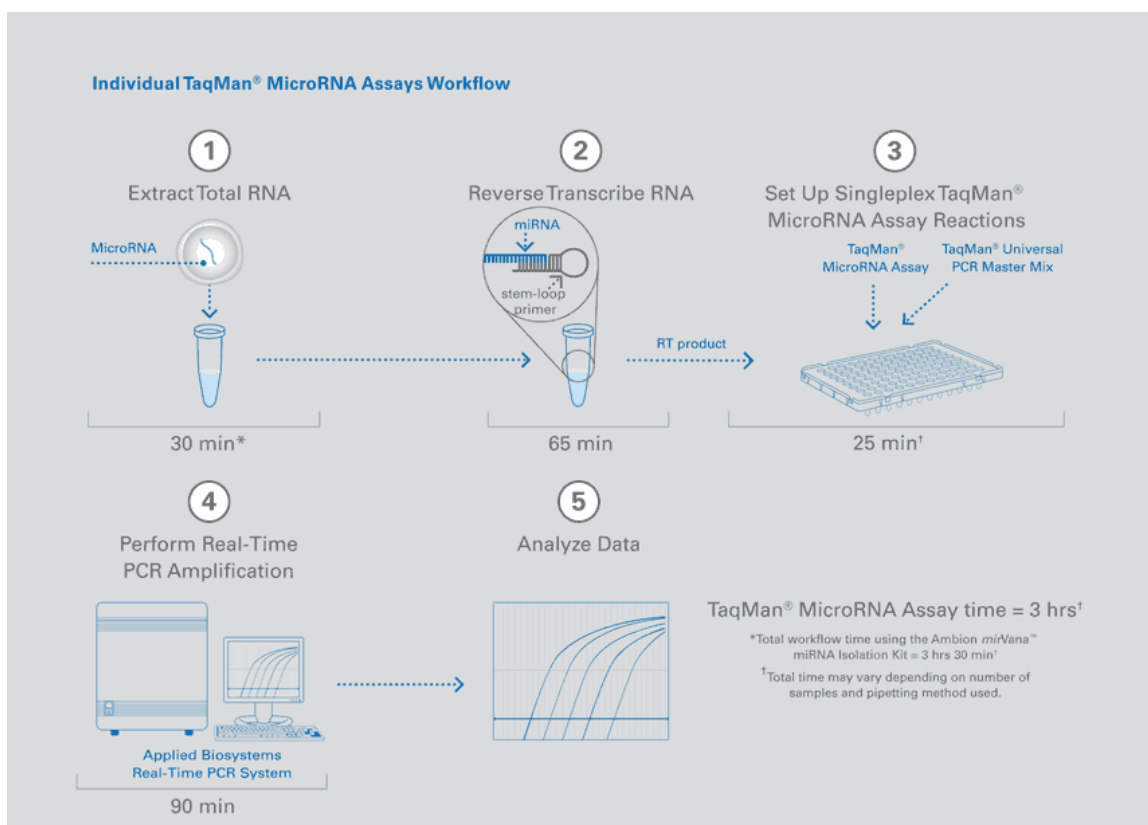 Individual TaqMan® MicroRNA Assays Workflow
1
Extract Total RNA
MicroRNA
30 min*
2
Reverse Transcribe RNA
miRNA
stem-loop
primer
65 min
RT product
3
Set Up Singleplex TaqMan®
MicroRNA Assay Reactions
TaqMan®
MicroRNA Assay
TaqMan® Universal
PCR Master Mix
25 min†
4
Perform Real-Time
PCR Amplification
Applied Biosystems
Real-Time PCR System
90 min
5
Analyze Data
TaqMan® MicroRNA Assay time = 3 hrs†
*Total workflow time using the Ambion mirVana™
miRNA Isolation Kit = 3 hrs 30 min†
†Total time may vary depending on number of
samples and pipetting method used.